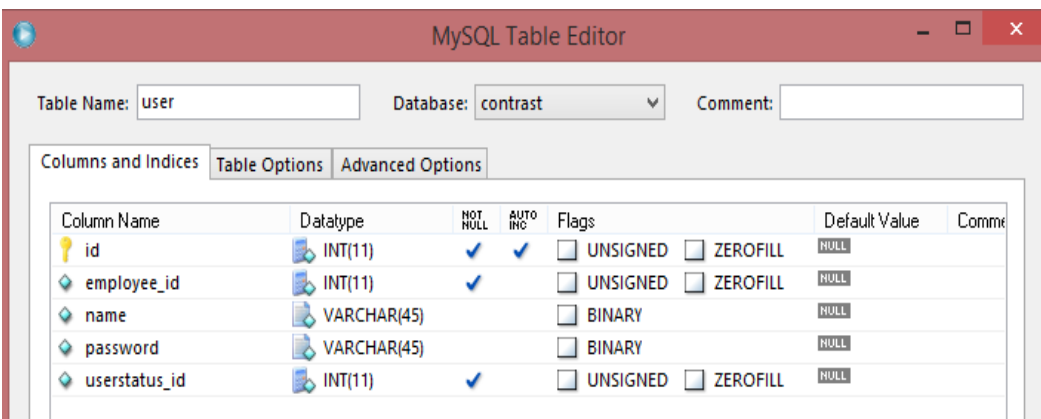 MySQL Table Editor
Table Name: user Database: contrast Comment:
Columns and Indices Table Options Advanced Options
Column Name Datatype NOT NULL AUTO INC Flags Default Value Comme
id INT(11) UNSIGNED ZEROFILL NULL
employee_id INT(11) UNSIGNED ZEROFILL NULL
name VARCHAR(45) BINARY NULL
password VARCHAR(45) BINARY NULL
userstatus_id INT(11) UNSIGNED ZEROFILL NULL